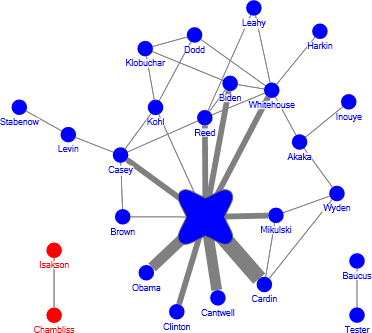 Leahy
Dodd
Harkin
Klobuchar
Biden
Whitehouse
Stabenow
Kohl
Reed
Inouye
Levin
Akaka
Casey
Wyden
Brown
Mikulski
Isakson
Obama
Cantwell
Cardin
Baucus
Clinton
Chambliss
Tester